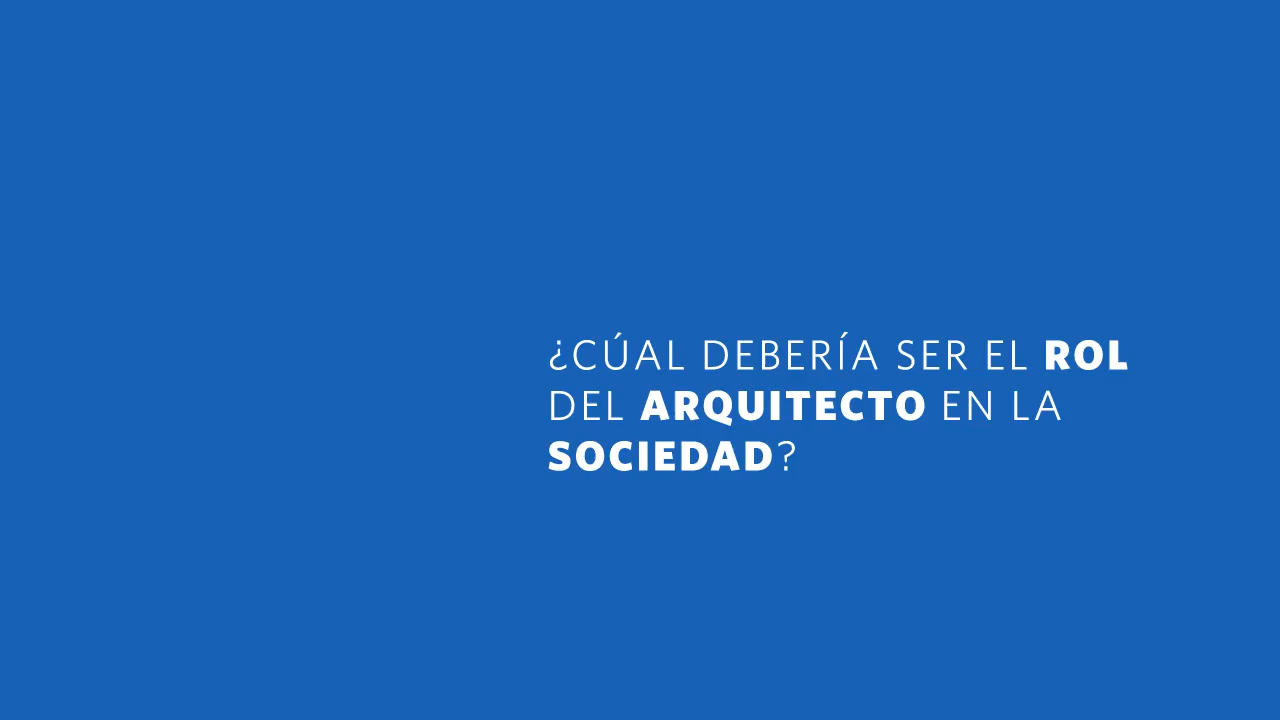 ¿CÚAL DEBERÍA SER EL ROL
DEL ARQUITECTO EN LA
SOCIEDAD?